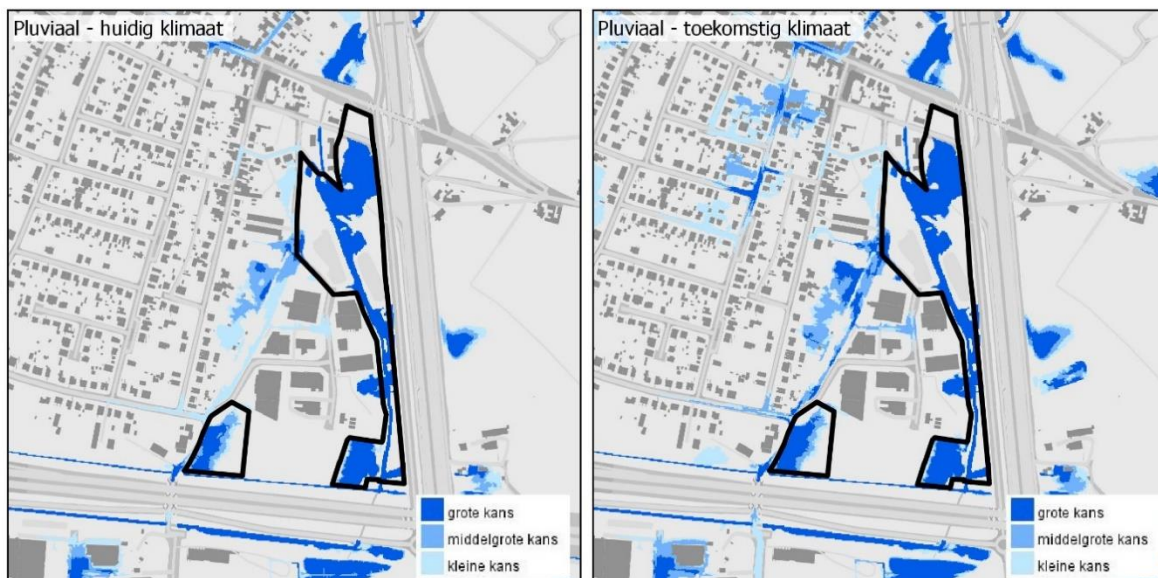 Pluviaal - huidig klimaat
grote kans
middelgrote kans
kleine kans
Pluviaal - toekomstig klimaat
grote kans
middelgrote kans
kleine kans